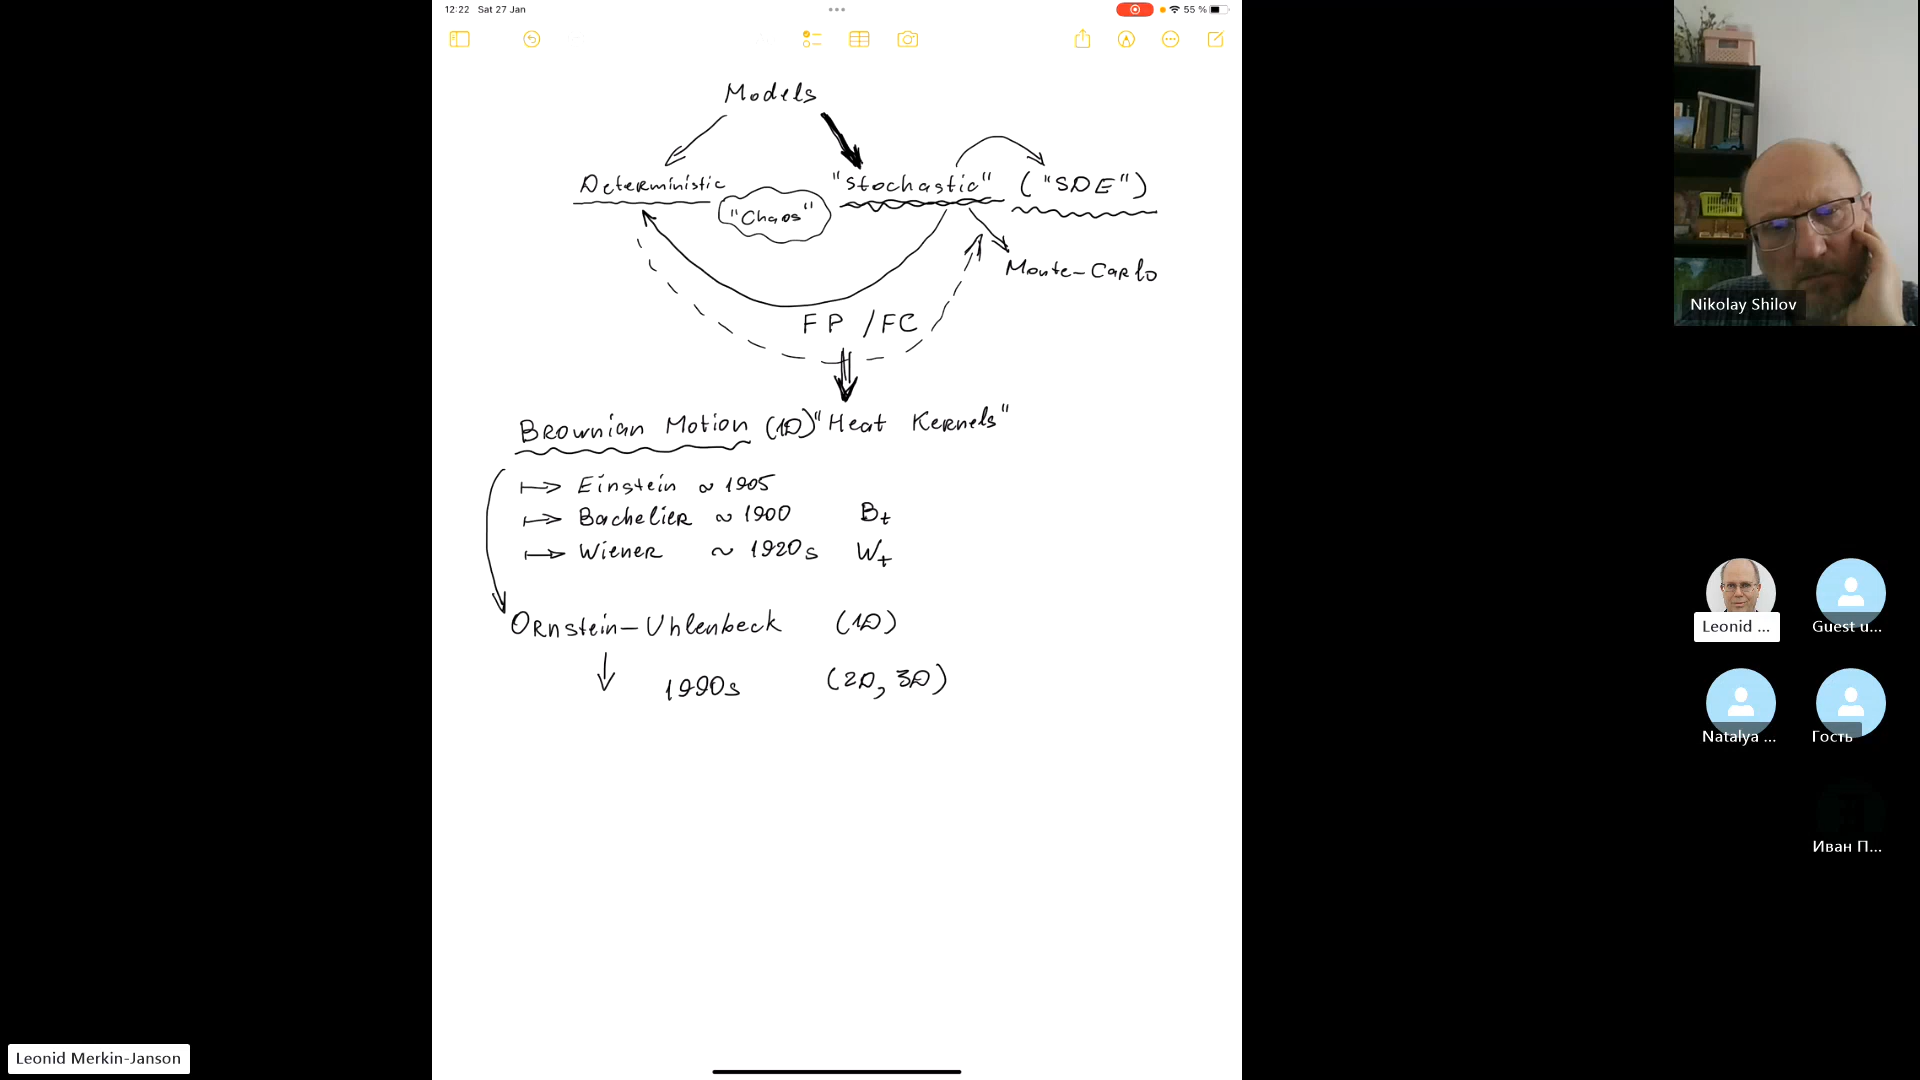 12:22 Sat 27 Jan
55 %
Models
Deterministic "Chaos" "Stochastic" ("SDE")
Monte-Carlo
FP / FC
Brownian Motion (1D) "Heat Kernels"
Einstein ~ 1905
Bachelier ~ 1900 Bt
Wiener ~ 1920s Wt
Ornstein-Uhlenbeck (1D)
1990s (2D, 3D)
Nikolay Shilov
Leonid ...
Guest u...
Natalya ...
Гость
Иван П...
Leonid Merkin-Janson